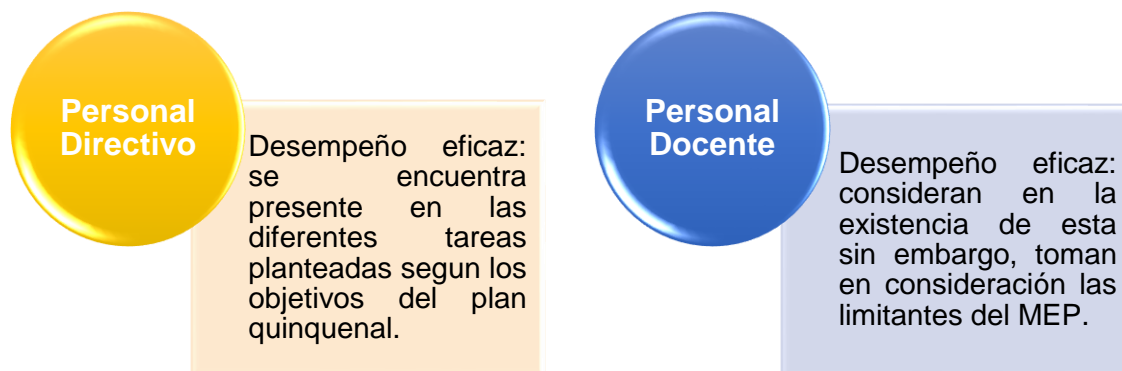 Personal
Directivo
Desempeño eficaz:
se encuentra
presente en las
diferentes tareas
planteadas segun los
objetivos del plan
quinquenal.
Personal
Docente
Desempeño eficaz:
consideran en la
existencia de esta
sin embargo, toman
en consideración las
limitantes del MEP.